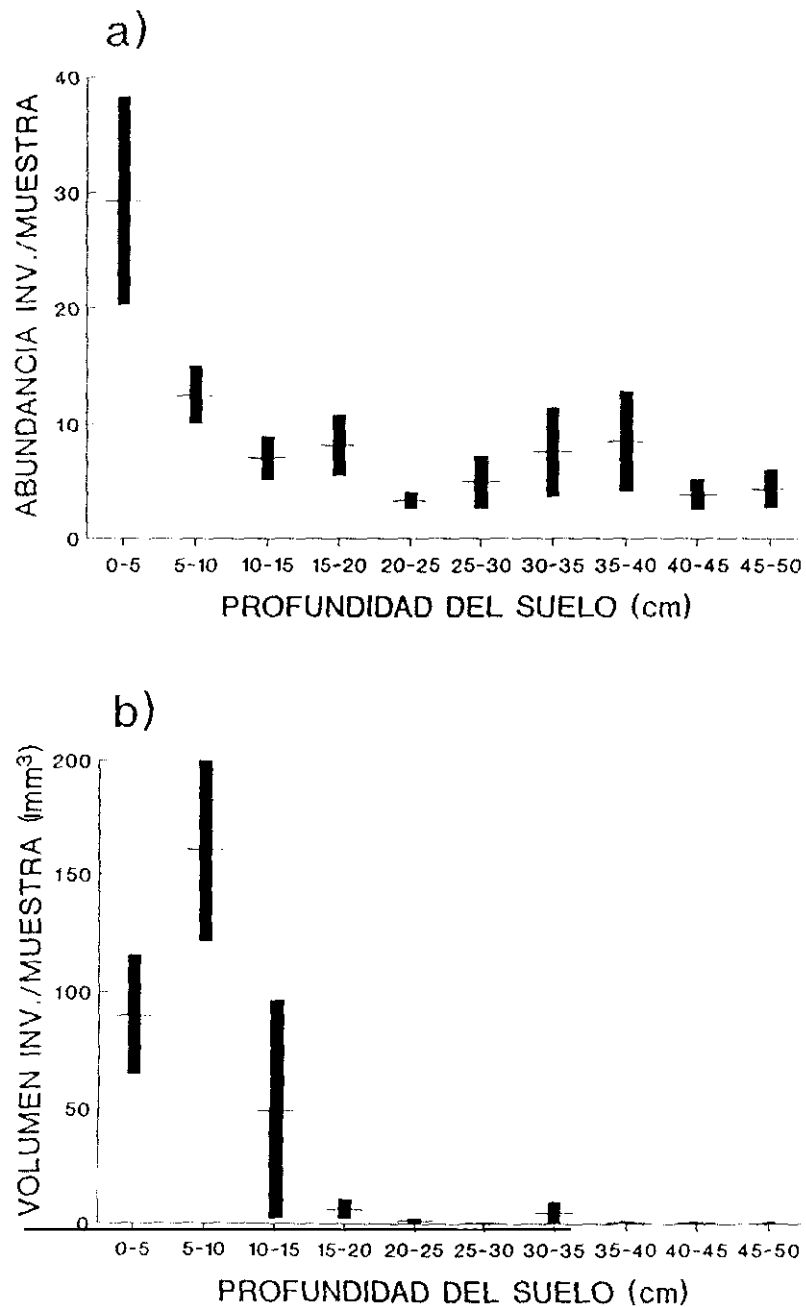 a)
ABUNDANCIA INV./MUESTRA
40
30
20
10
0
0-5 5-10 10-15 15-20 20-25 25-30 30-35 35-40 40-45 45-50
PROFUNDIDAD DEL SUELO (cm)
b)
VOLUMEN INV./MUESTRA (mm³)
200
150
100
50
0
0-5 5-10 10-15 15-20 20-25 25-30 30-35 35-40 40-45 45-50
PROFUNDIDAD DEL SUELO (cm)